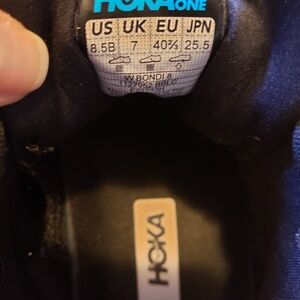 HOKA ONE
US UK EU JPN
8.5B 7 40⅔ 25.5
W BONDI 8
HOKA